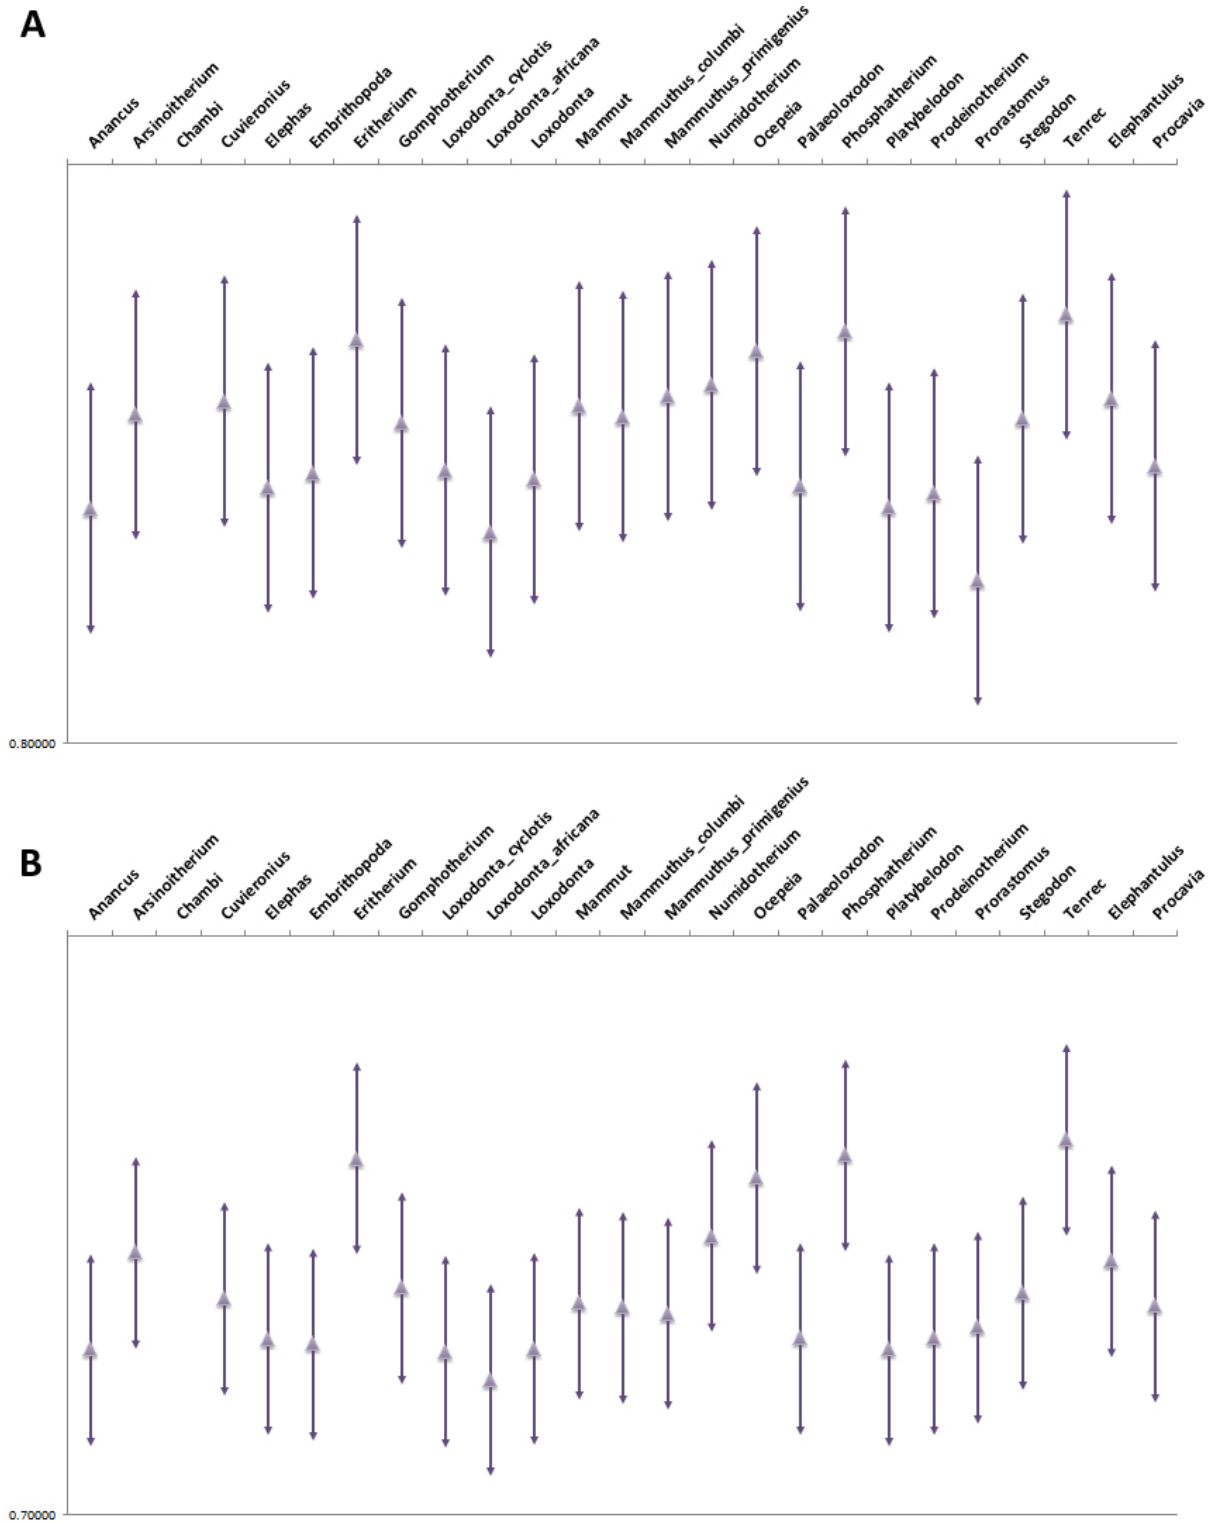 A
Anancus
Arsinoitherium
Chambi
Cuvieronius
Elephas
Embrithopoda
Eritherium
Gomphotherium
Loxodonta_cyclotis
Loxodonta_africana
Loxodonta
Mammut
Mammuthus_columbi
Mammuthus_primigenius
Numidotherium
Ocepeia
Palaeoloxodon
Phosphatherium
Platybelodon
Prodeinotherium
Prorastomus
Stegodon
Tenrec
Elephantulus
Procavia
0.80000
B
Anancus
Arsinoitherium
Chambi
Cuvieronius
Elephas
Embrithopoda
Eritherium
Gomphotherium
Loxodonta_cyclotis
Loxodonta_africana
Loxodonta
Mammut
Mammuthus_columbi
Mammuthus_primigenius
Numidotherium
Ocepeia
Palaeoloxodon
Phosphatherium
Platybelodon
Prodeinotherium
Prorastomus
Stegodon
Tenrec
Elephantulus
Procavia
0.70000